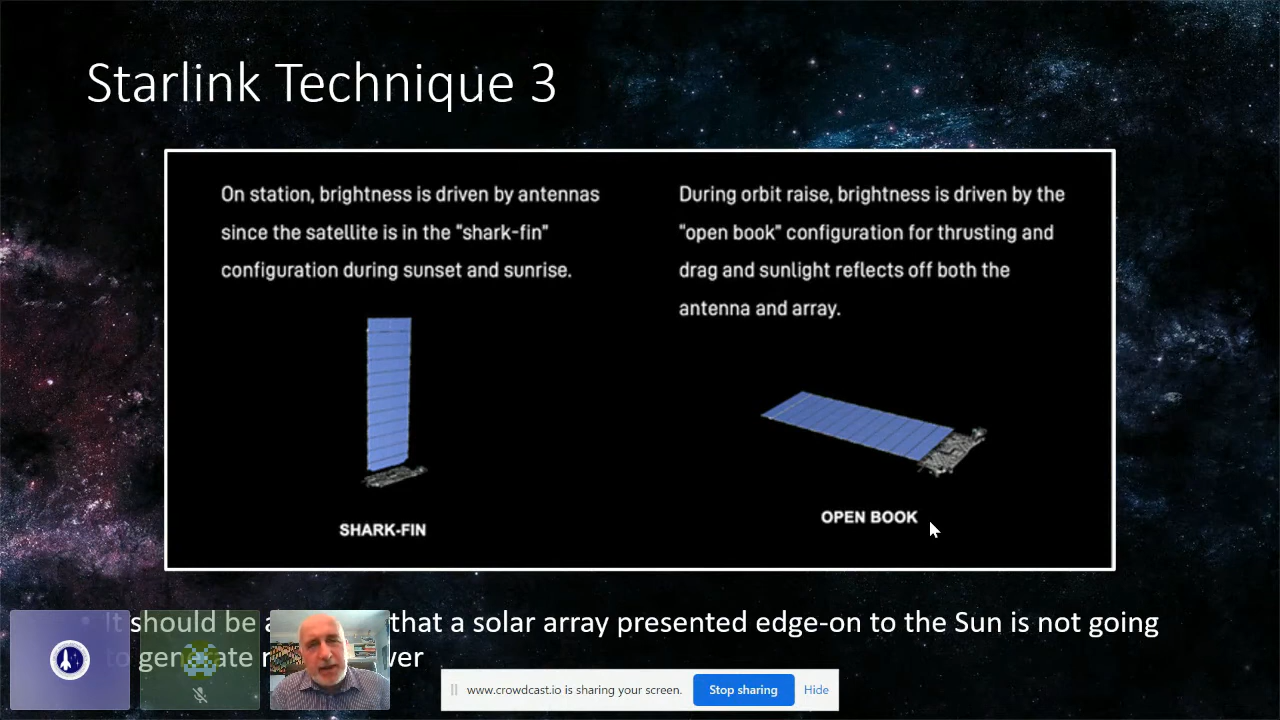 Starlink Technique 3
On station, brightness is driven by antennas
since the satellite is in the "shark-fin"
configuration during sunset and sunrise.
SHARK-FIN
During orbit raise, brightness is driven by the
"open book" configuration for thrusting and
drag and sunlight reflects off both the
antenna and array.
OPEN BOOK
• It should be that a solar array presented edge-on to the Sun is not going
to generate
www.crowdcast.io is sharing your screen.
Stop sharing
Hide